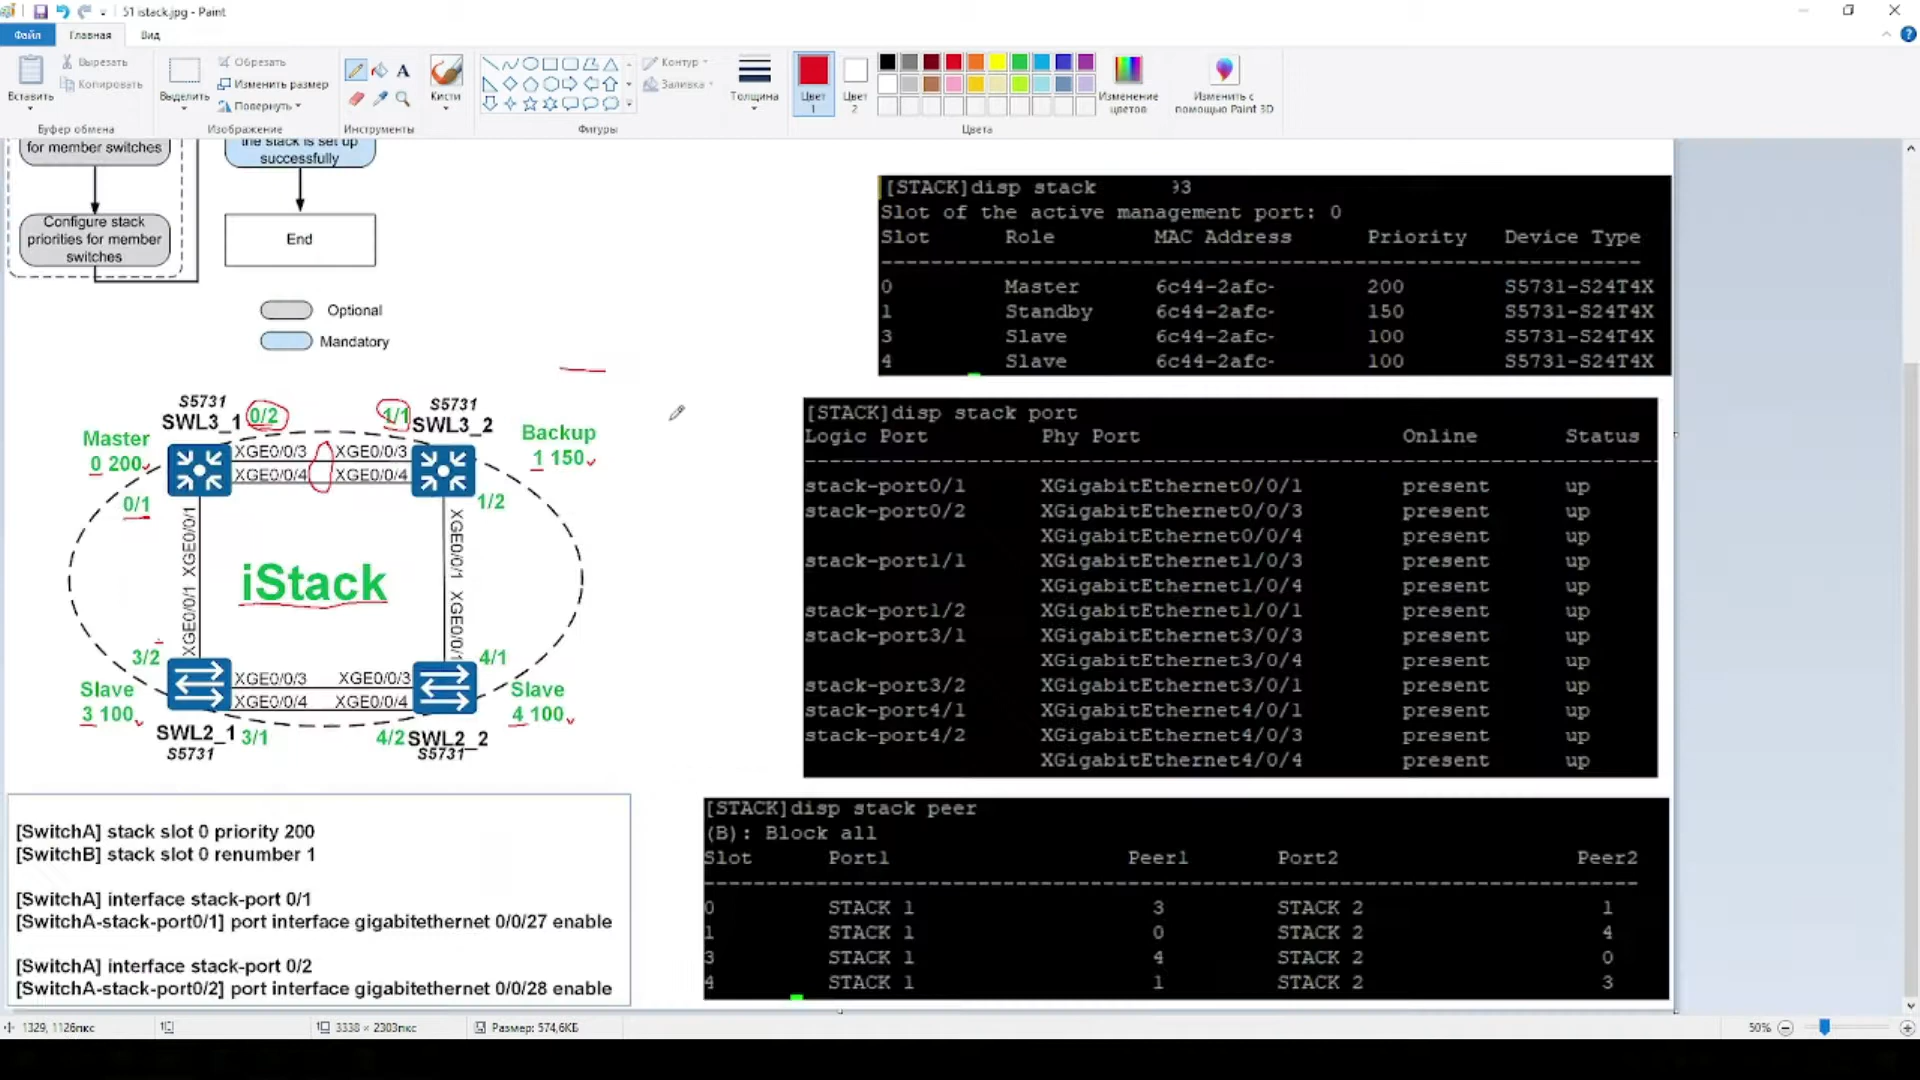 51 istack.jpg - Paint
Файл Главная Вид
Вставить
Вырезать
Копировать
Буфер обмена
Выделить
Обрезать
Изменить размер
Повернуть
Изображение
Инструменты
Кисти
Контур
Заливка
Фигуры
Толщина
Цвет 1
Цвет 2
Изменение цветов
Изменить с помощью Paint 3D
Цвета
for member switches
the stack is set up
successfully
Configure stack
priorities for member
switches
End
Optional
Mandatory
S5731
SWL3_1
0/2
1/1
S5731
SWL3_2
Master
0 200
Backup
1 150
XGE0/0/3 XGE0/0/3
XGE0/0/4 XGE0/0/4
0/1
1/2
XGE0/0/1 XGE0/0/1
XGE0/0/1 XGE0/0/1
iStack
3/2
4/1
Slave
3 100
Slave
4 100
XGE0/0/3 XGE0/0/3
XGE0/0/4 XGE0/0/4
SWL2_1
S5731
3/1
4/2
SWL2_2
S5731
[SwitchA] stack slot 0 priority 200
[SwitchB] stack slot 0 renumber 1
[SwitchA] interface stack-port 0/1
[SwitchA-stack-port0/1] port interface gigabitethernet 0/0/27 enable
[SwitchA] interface stack-port 0/2
[SwitchA-stack-port0/2] port interface gigabitethernet 0/0/28 enable
[STACK]disp stack 93
Slot of the active management port: 0
Slot Role MAC Address Priority Device Type
0 Master 6c44-2afc- 200 S5731-S24T4X
1 Standby 6c44-2afc- 150 S5731-S24T4X
3 Slave 6c44-2afc- 100 S5731-S24T4X
4 Slave 6c44-2afc- 100 S5731-S24T4X
[STACK]disp stack port
Logic Port Phy Port Online Status
stack-port0/1 XGigabitEthernet0/0/1 present up
stack-port0/2 XGigabitEthernet0/0/3 present up
XGigabitEthernet0/0/4 present up
stack-port1/1 XGigabitEthernet1/0/3 present up
XGigabitEthernet1/0/4 present up
stack-port1/2 XGigabitEthernet1/0/1 present up
stack-port3/1 XGigabitEthernet3/0/3 present up
XGigabitEthernet3/0/4 present up
stack-port3/2 XGigabitEthernet3/0/1 present up
stack-port4/1 XGigabitEthernet4/0/1 present up
stack-port4/2 XGigabitEthernet4/0/3 present up
XGigabitEthernet4/0/4 present up
[STACK]disp stack peer
(B): Block all
Slot Port1 Peer1 Port2 Peer2
0 STACK 1 3 STACK 2 1
1 STACK 1 0 STACK 2 4
3 STACK 1 4 STACK 2 0
4 STACK 1 1 STACK 2 3
1329, 1126пкс
3338 × 2303пкс
Размер: 574,6КБ
50%